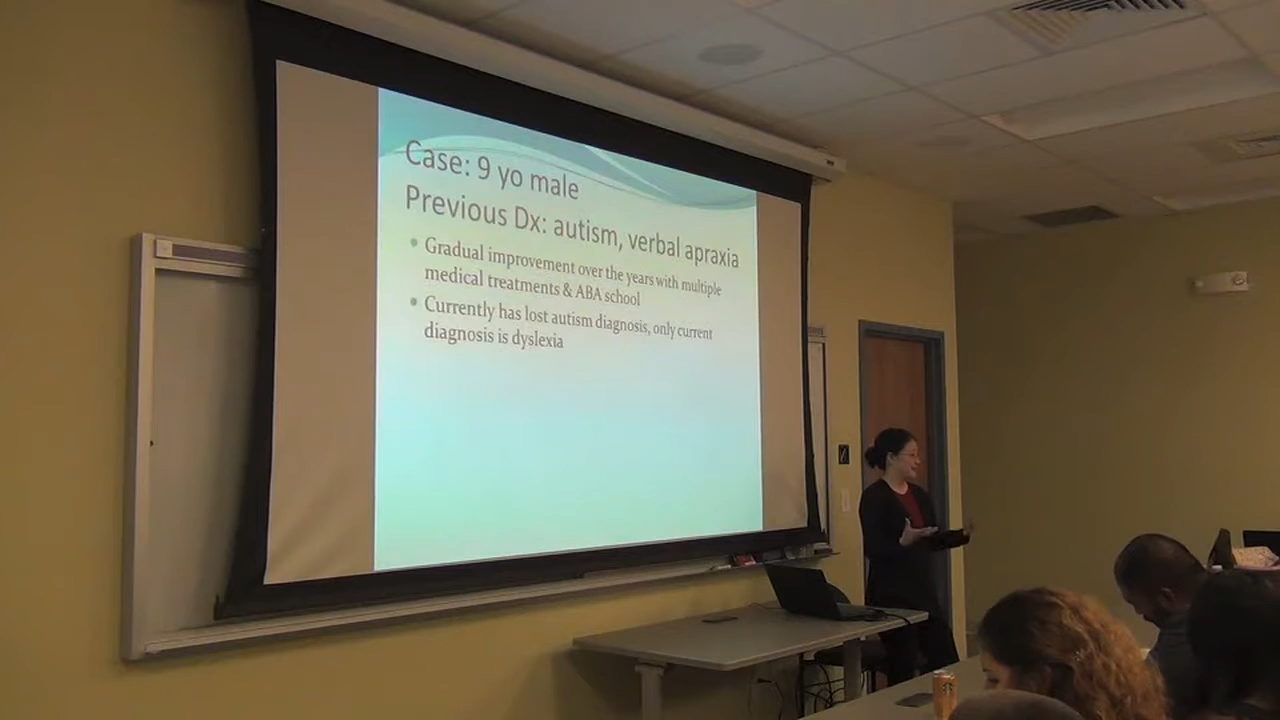 Case: 9 yo male
Previous Dx: autism, verbal apraxia
Gradual improvement over the years with multiple
medical treatments & ABA school
Currently has lost autism diagnosis, only current
diagnosis is dyslexia